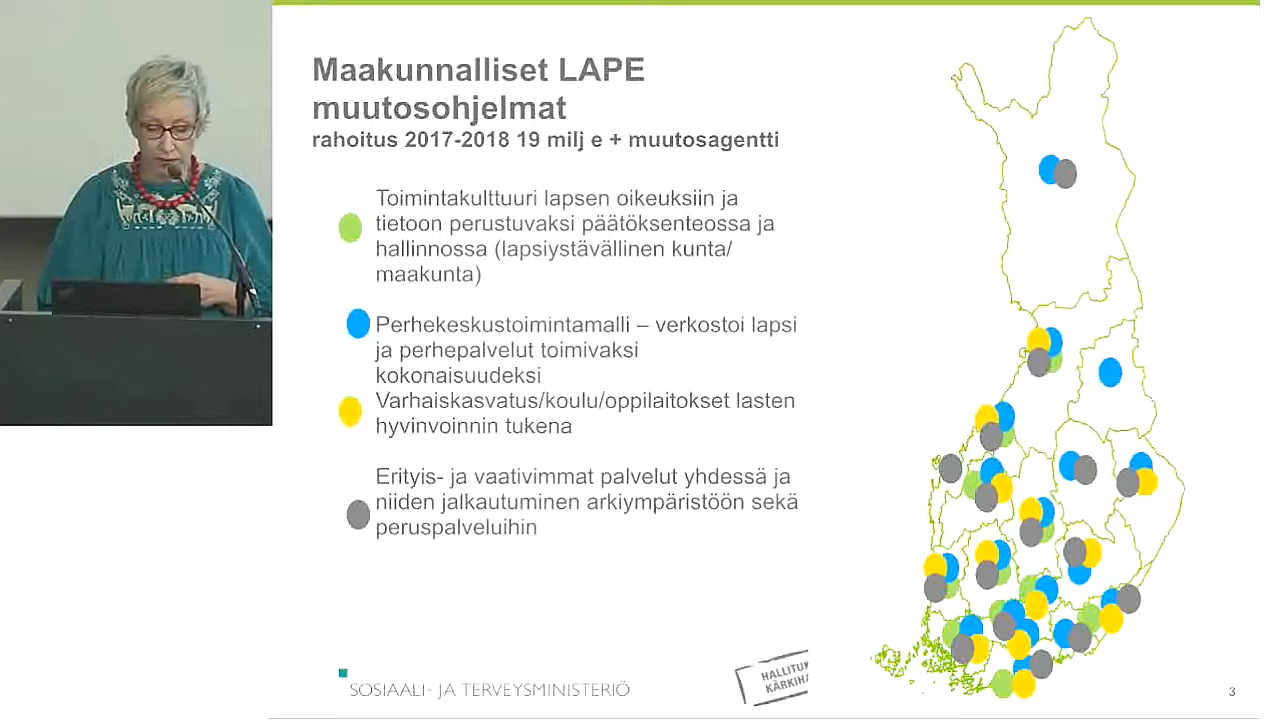 Maakunnalliset LAPE
muutosohjelmat
rahoitus 2017-2018 19 milj e + muutosagentti
Toimintakulttuuri lapsen oikeuksiin ja
tietoon perustuvaksi päätöksenteossa ja
hallinnossa (lapsiystävällinen kunta/
maakunta)
Perhekeskustoimintamalli – verkostoi lapsi
ja perhepalvelut toimivaksi
kokonaisuudeksi
Varhaiskasvatus/koulu/oppilaitokset lasten
hyvinvoinnin tukena
Erityis- ja vaativimmat palvelut yhdessä ja
niiden jalkautuminen arkiympäristöön sekä
peruspalveluihin
SOSIAALI- JA TERVEYSMINISTERIÖ
HALLITUK
KÄRKIHA
3